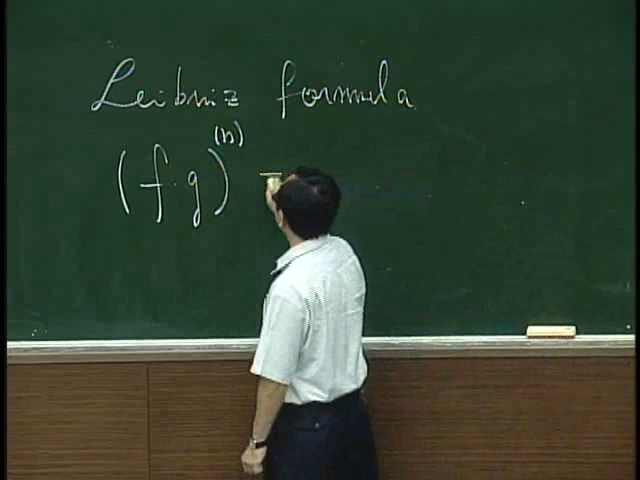 Leibniz formula
(f·g)^(n) =